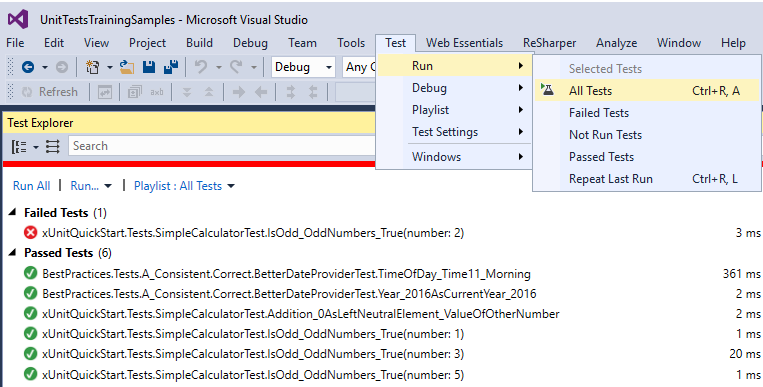 UnitTestsTrainingSamples - Microsoft Visual Studio
File Edit View Project Build Debug Team Tools Test Web Essentials ReSharper Analyze Window Help
Debug Any C
Run
Selected Tests
Refresh
Debug
All Tests Ctrl+R, A
Playlist
Failed Tests
Test Explorer
Test Settings
Not Run Tests
Search
Windows
Passed Tests
Repeat Last Run Ctrl+R, L
Run All | Run... | Playlist : All Tests
Failed Tests (1)
xUnitQuickStart.Tests.SimpleCalculatorTest.IsOdd_OddNumbers_True(number: 2) 3 ms
Passed Tests (6)
BestPractices.Tests.A_Consistent.Correct.BetterDateProviderTest.TimeOfDay_Time11_Morning 361 ms
BestPractices.Tests.A_Consistent.Correct.BetterDateProviderTest.Year_2016AsCurrentYear_2016 2 ms
xUnitQuickStart.Tests.SimpleCalculatorTest.Addition_0AsLeftNeutralElement_ValueOfOtherNumber 2 ms
xUnitQuickStart.Tests.SimpleCalculatorTest.IsOdd_OddNumbers_True(number: 1) 1 ms
xUnitQuickStart.Tests.SimpleCalculatorTest.IsOdd_OddNumbers_True(number: 3) 20 ms
xUnitQuickStart.Tests.SimpleCalculatorTest.IsOdd_OddNumbers_True(number: 5) 1 ms